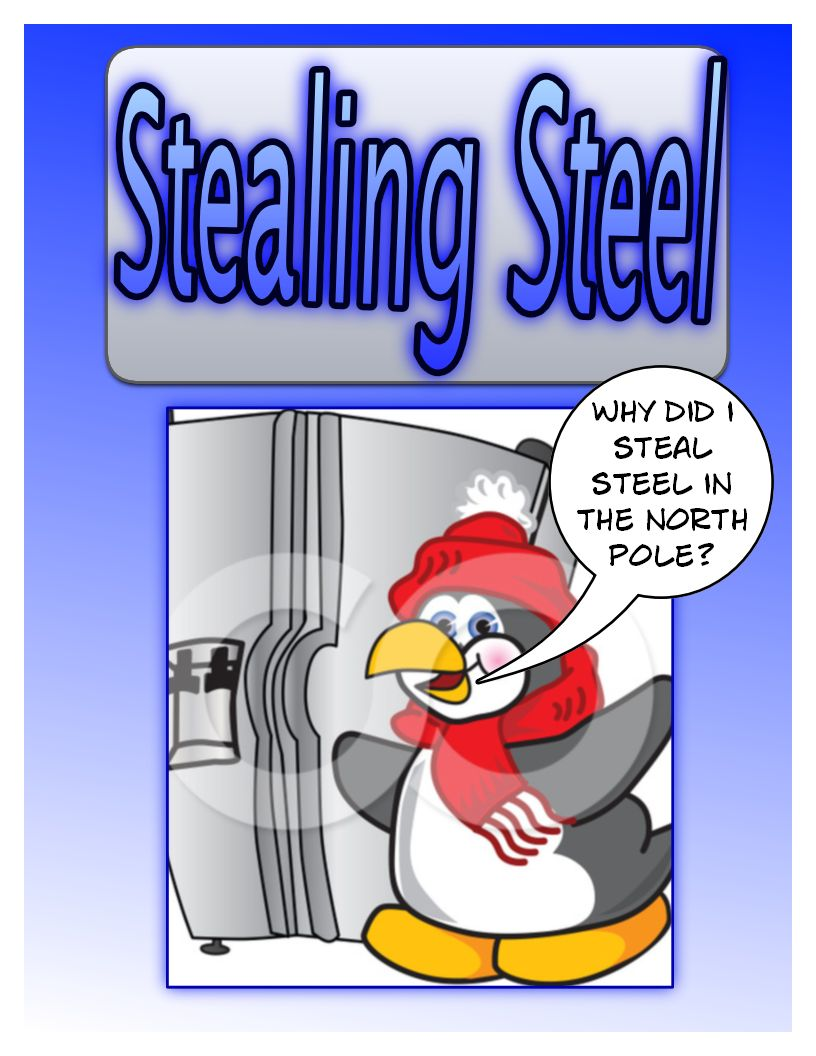 Stealing Steel
WHY DID I
STEAL
STEEL IN
THE NORTH
POLE?